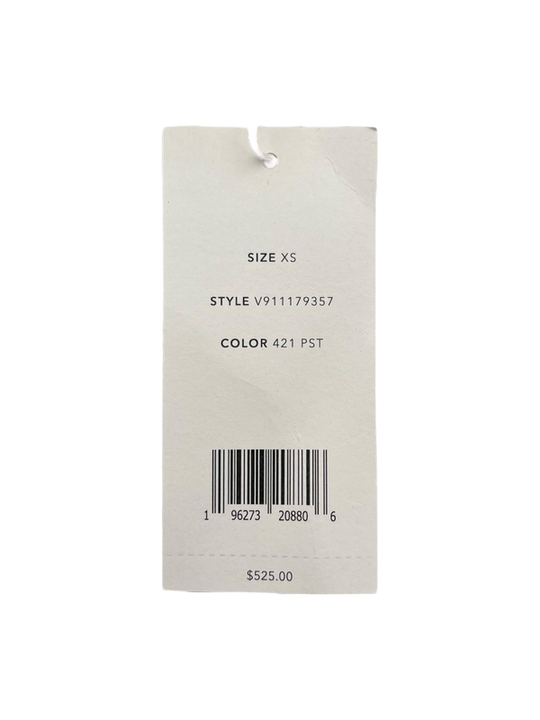 SIZE XS
STYLE V911179357
COLOR 421 PST
1 96273 20880 6
$525.00